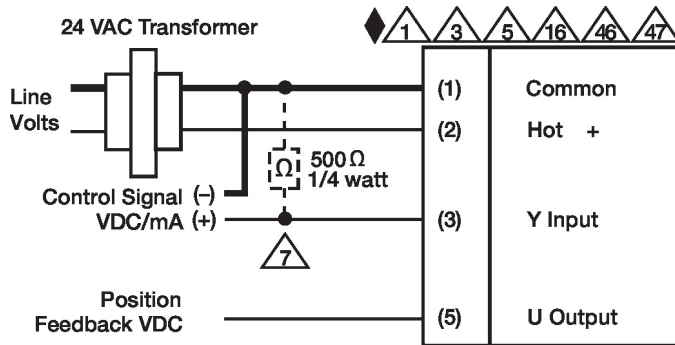 24 VAC Transformer
1 3 5 16 46 47
Line
Volts
(1) Common
(2) Hot +
Ω 500 Ω
1/4 watt
Control Signal (–)
VDC/mA (+)
(3) Y Input
7
Position
Feedback VDC
(5) U Output